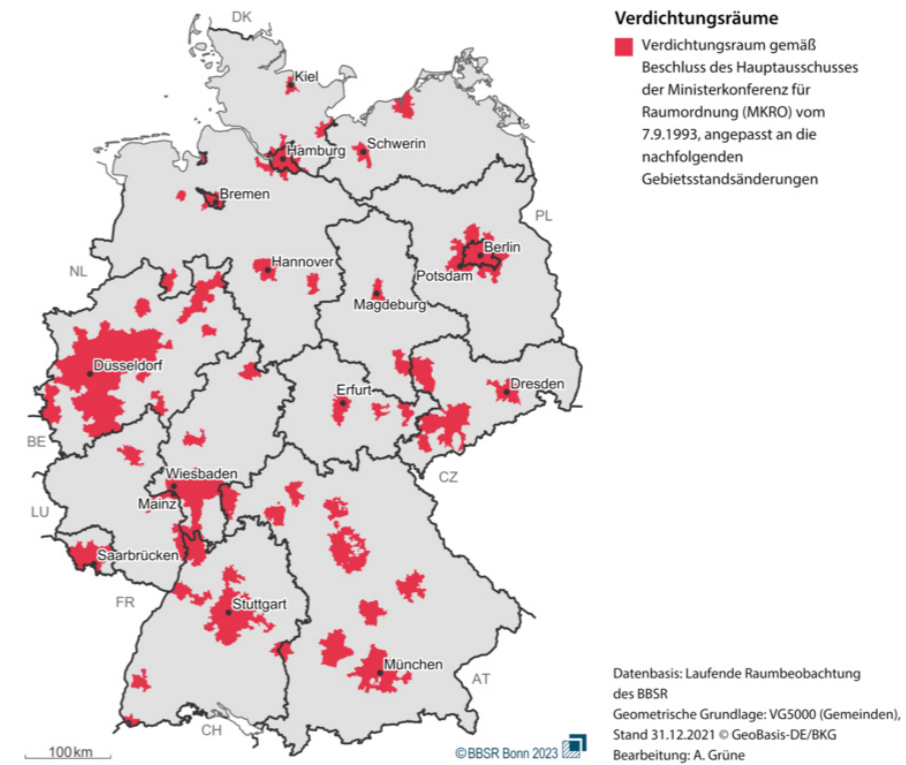 DK
Kiel
Hamburg
Schwerin
Bremen
PL
Berlin
NL
Hannover
Potsdam
Magdeburg
Düsseldorf
Erfurt
Dresden
BE
CZ
Wiesbaden
Mainz
LU
Saarbrücken
FR
Stuttgart
München
AT
CH
100 km
© BBSR Bonn 2023
Verdichtungsräume
Verdichtungsraum gemäß
Beschluss des Hauptausschusses
der Ministerkonferenz für
Raumordnung (MKRO) vom
7.9.1993, angepasst an die
nachfolgenden
Gebietsstandsänderungen
Datenbasis: Laufende Raumbeobachtung
des BBSR
Geometrische Grundlage: VG5000 (Gemeinden),
Stand 31.12.2021 © GeoBasis-DE/BKG
Bearbeitung: A. Grüne